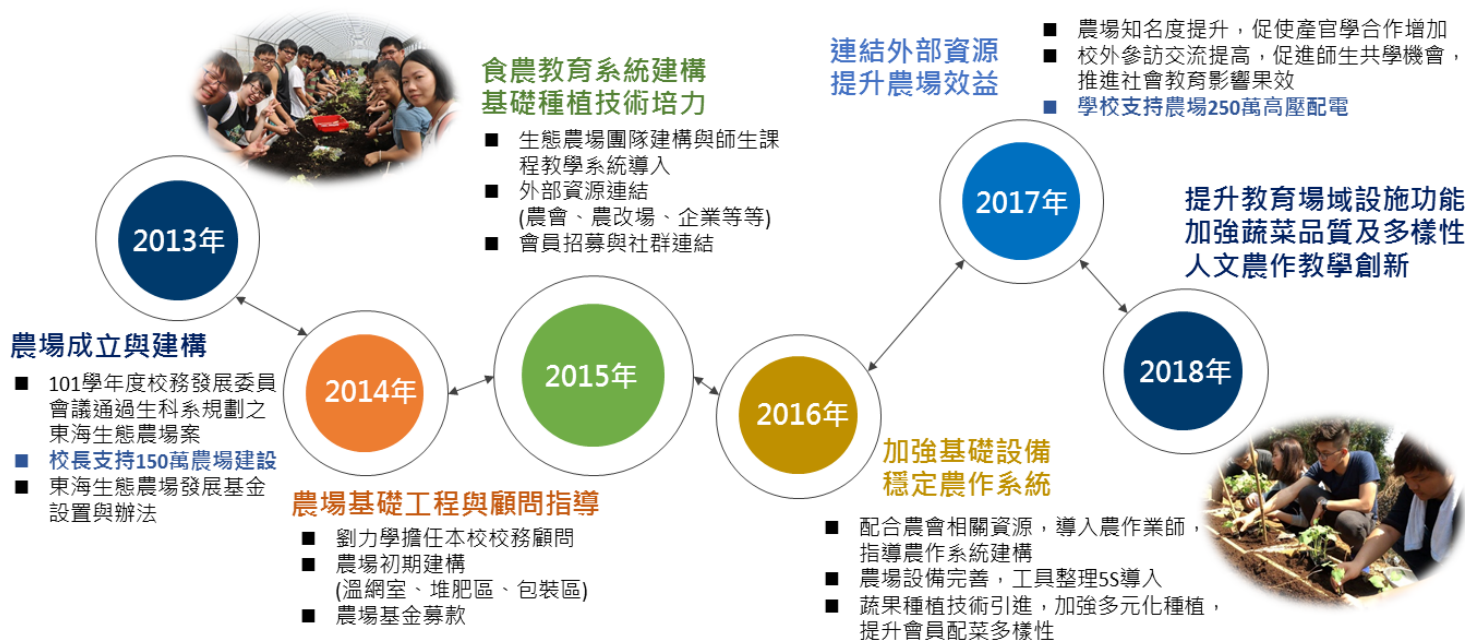 2013年
農場成立與建構
■ 101學年度校務發展委員
會議通過生科系規劃之
東海生態農場案
■ 校長支持150萬農場建設
■ 東海生態農場發展基金
設置與辦法
2014年
農場基礎工程與顧問指導
■ 劉力學擔任本校校務顧問
■ 農場初期建構
(溫網室、堆肥區、包裝區)
■ 農場基金募款
食農教育系統建構
基礎種植技術培力
■ 生態農場團隊建構與師生課
程教學系統導入
■ 外部資源連結
(農會、農改場、企業等等)
■ 會員招募與社群連結
2015年
2016年
加強基礎設備
穩定農作系統
■ 配合農會相關資源，導入農作業師，
指導農作系統建構
■ 農場設備完善，工具整理5S導入
■ 蔬果種植技術引進，加強多元化種植，
提升會員配菜多樣性
連結外部資源
提升農場效益
■ 農場知名度提升，促使產官學合作增加
■ 校外參訪交流提高，促進師生共學機會，
推進社會教育影響果效
■ 學校支持農場250萬高壓配電
2017年
提升教育場域設施功能
加強蔬菜品質及多樣性
人文農作教學創新
2018年